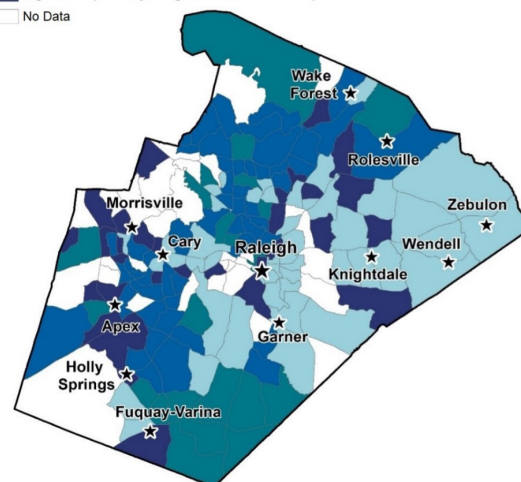 No Data
Wake
Forest
Rolesville
Morrisville
Zebulon
Cary
Raleigh
Wendell
Knightdale
Apex
Garner
Holly
Springs
Fuquay-Varina